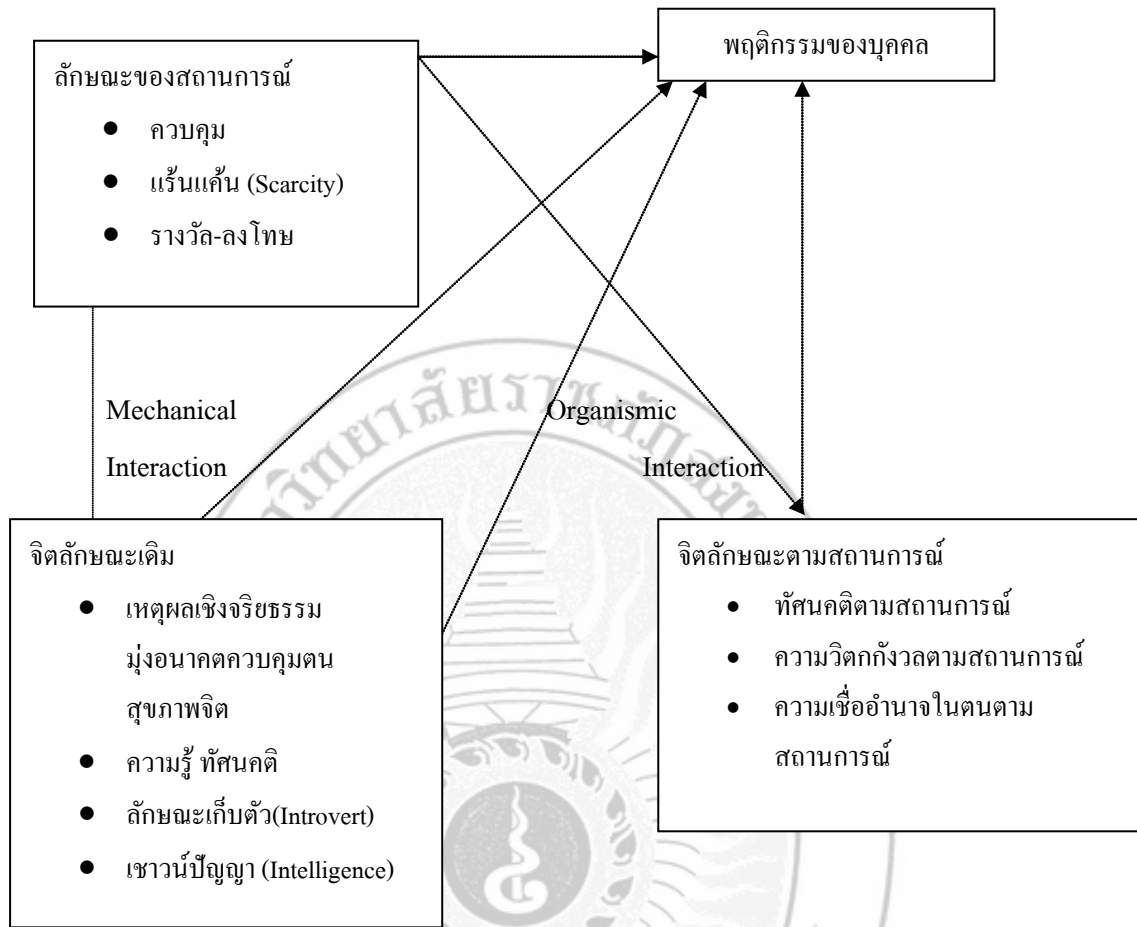 พฤติกรรมของบุคคล
ลักษณะของสถานการณ์
● ควบคุม
● แร้นแค้น (Scarcity)
● รางวัล-ลงโทษ
Mechanical
Interaction
Organismic
Interaction
วิทยาลัยราชภัฏ
จิตลักษณะเดิม
● เหตุผลเชิงจริยธรรม
มุ่งอนาคตควบคุมตน
สุขภาพจิต
● ความรู้ ทัศนคติ
● ลักษณะเก็บตัว(Introvert)
● เชาวน์ปัญญา (Intelligence)
จิตลักษณะตามสถานการณ์
● ทัศนคติตามสถานการณ์
● ความวิตกกังวลตามสถานการณ์
● ความเชื่ออำนาจในตนตาม
สถานการณ์